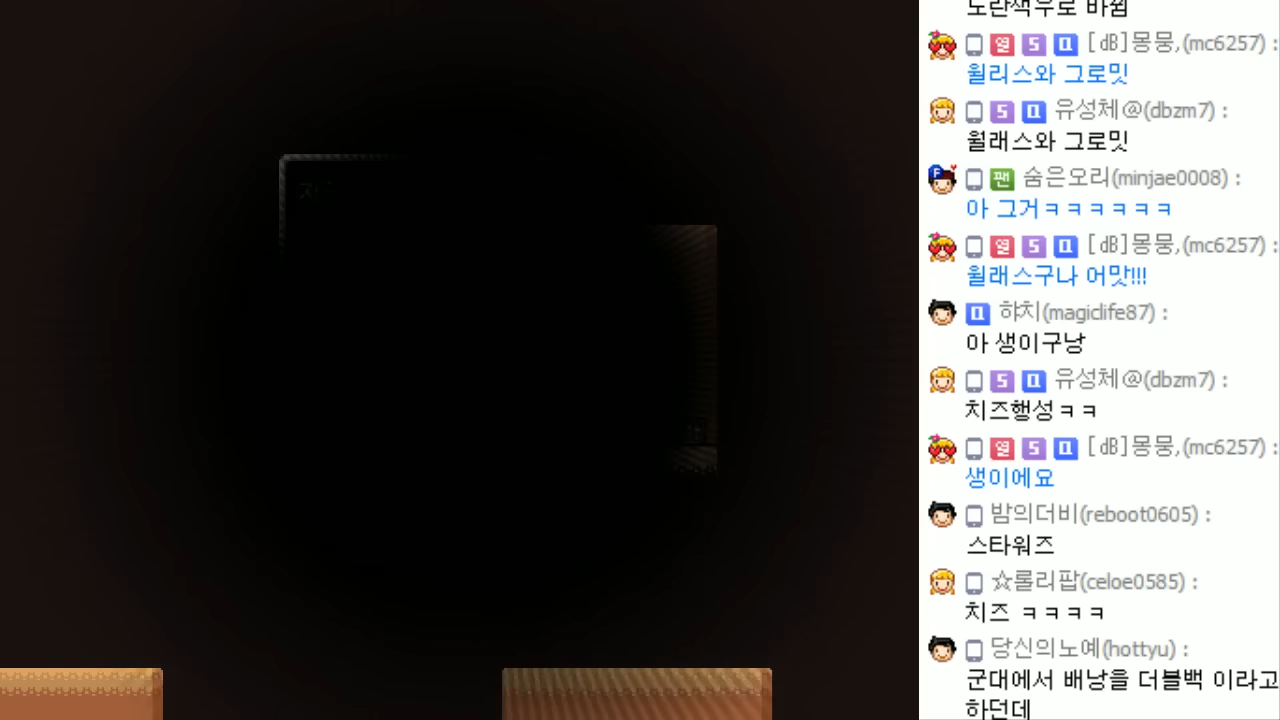 노란색우로 바뀜
열 S [dB]몽뭉,(mc6257) :
윌리스와 그로밋
S 유성체@(dbzm7) :
윌래스와 그로밋
팬 숨은오리(minjae0008) :
아 그거ㅋㅋㅋㅋㅋㅋ
열 S [dB]몽뭉,(mc6257) :
윌래스구나 어맛!!!
햐치(magiclife87) :
아 생이구낭
S 유성체@(dbzm7) :
치즈행성ㅋㅋ
열 S [dB]몽뭉,(mc6257) :
생이에요
밤의더비(reboot0605) :
스타워즈
☆롤리팝(celoe0585) :
치즈 ㅋㅋㅋㅋ
당신의노예(hottyu) :
군대에서 배낭을 더블백 이라고
하던데